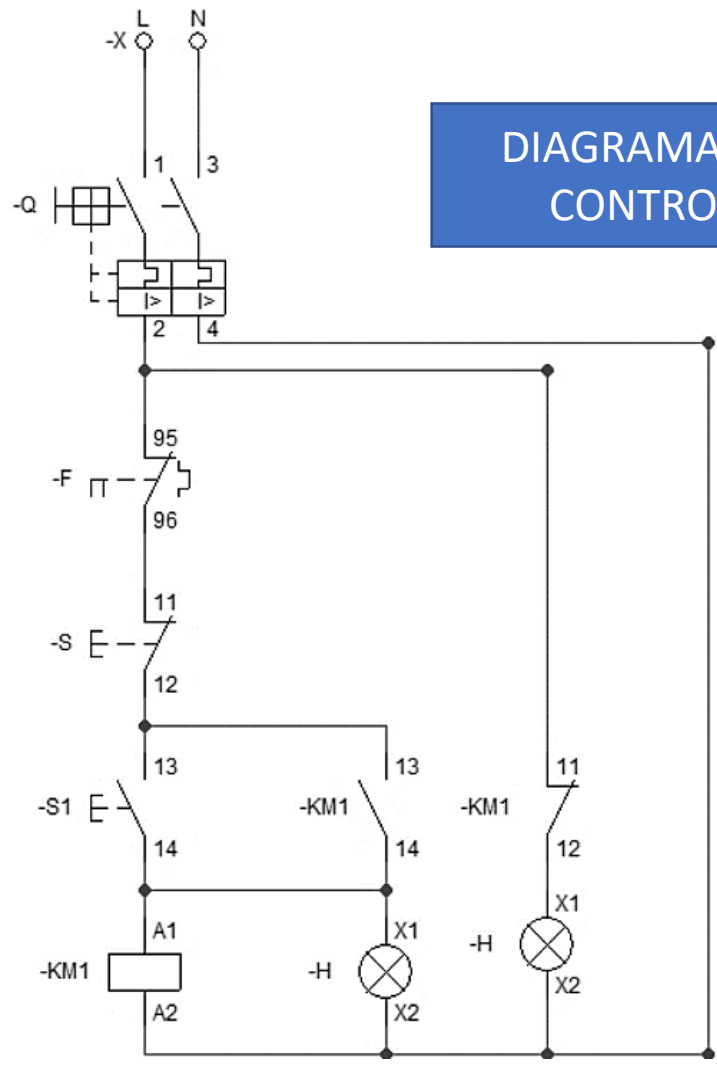 L N
-X
DIAGRAMA
CONTRO
1 3
-Q
I> I>
2 4
95
-F
96
11
-S
12
13 13 11
-S1 -KM1 -KM1
14 14 12
A1 X1 X1
-KM1 -H -H
A2 X2 X2